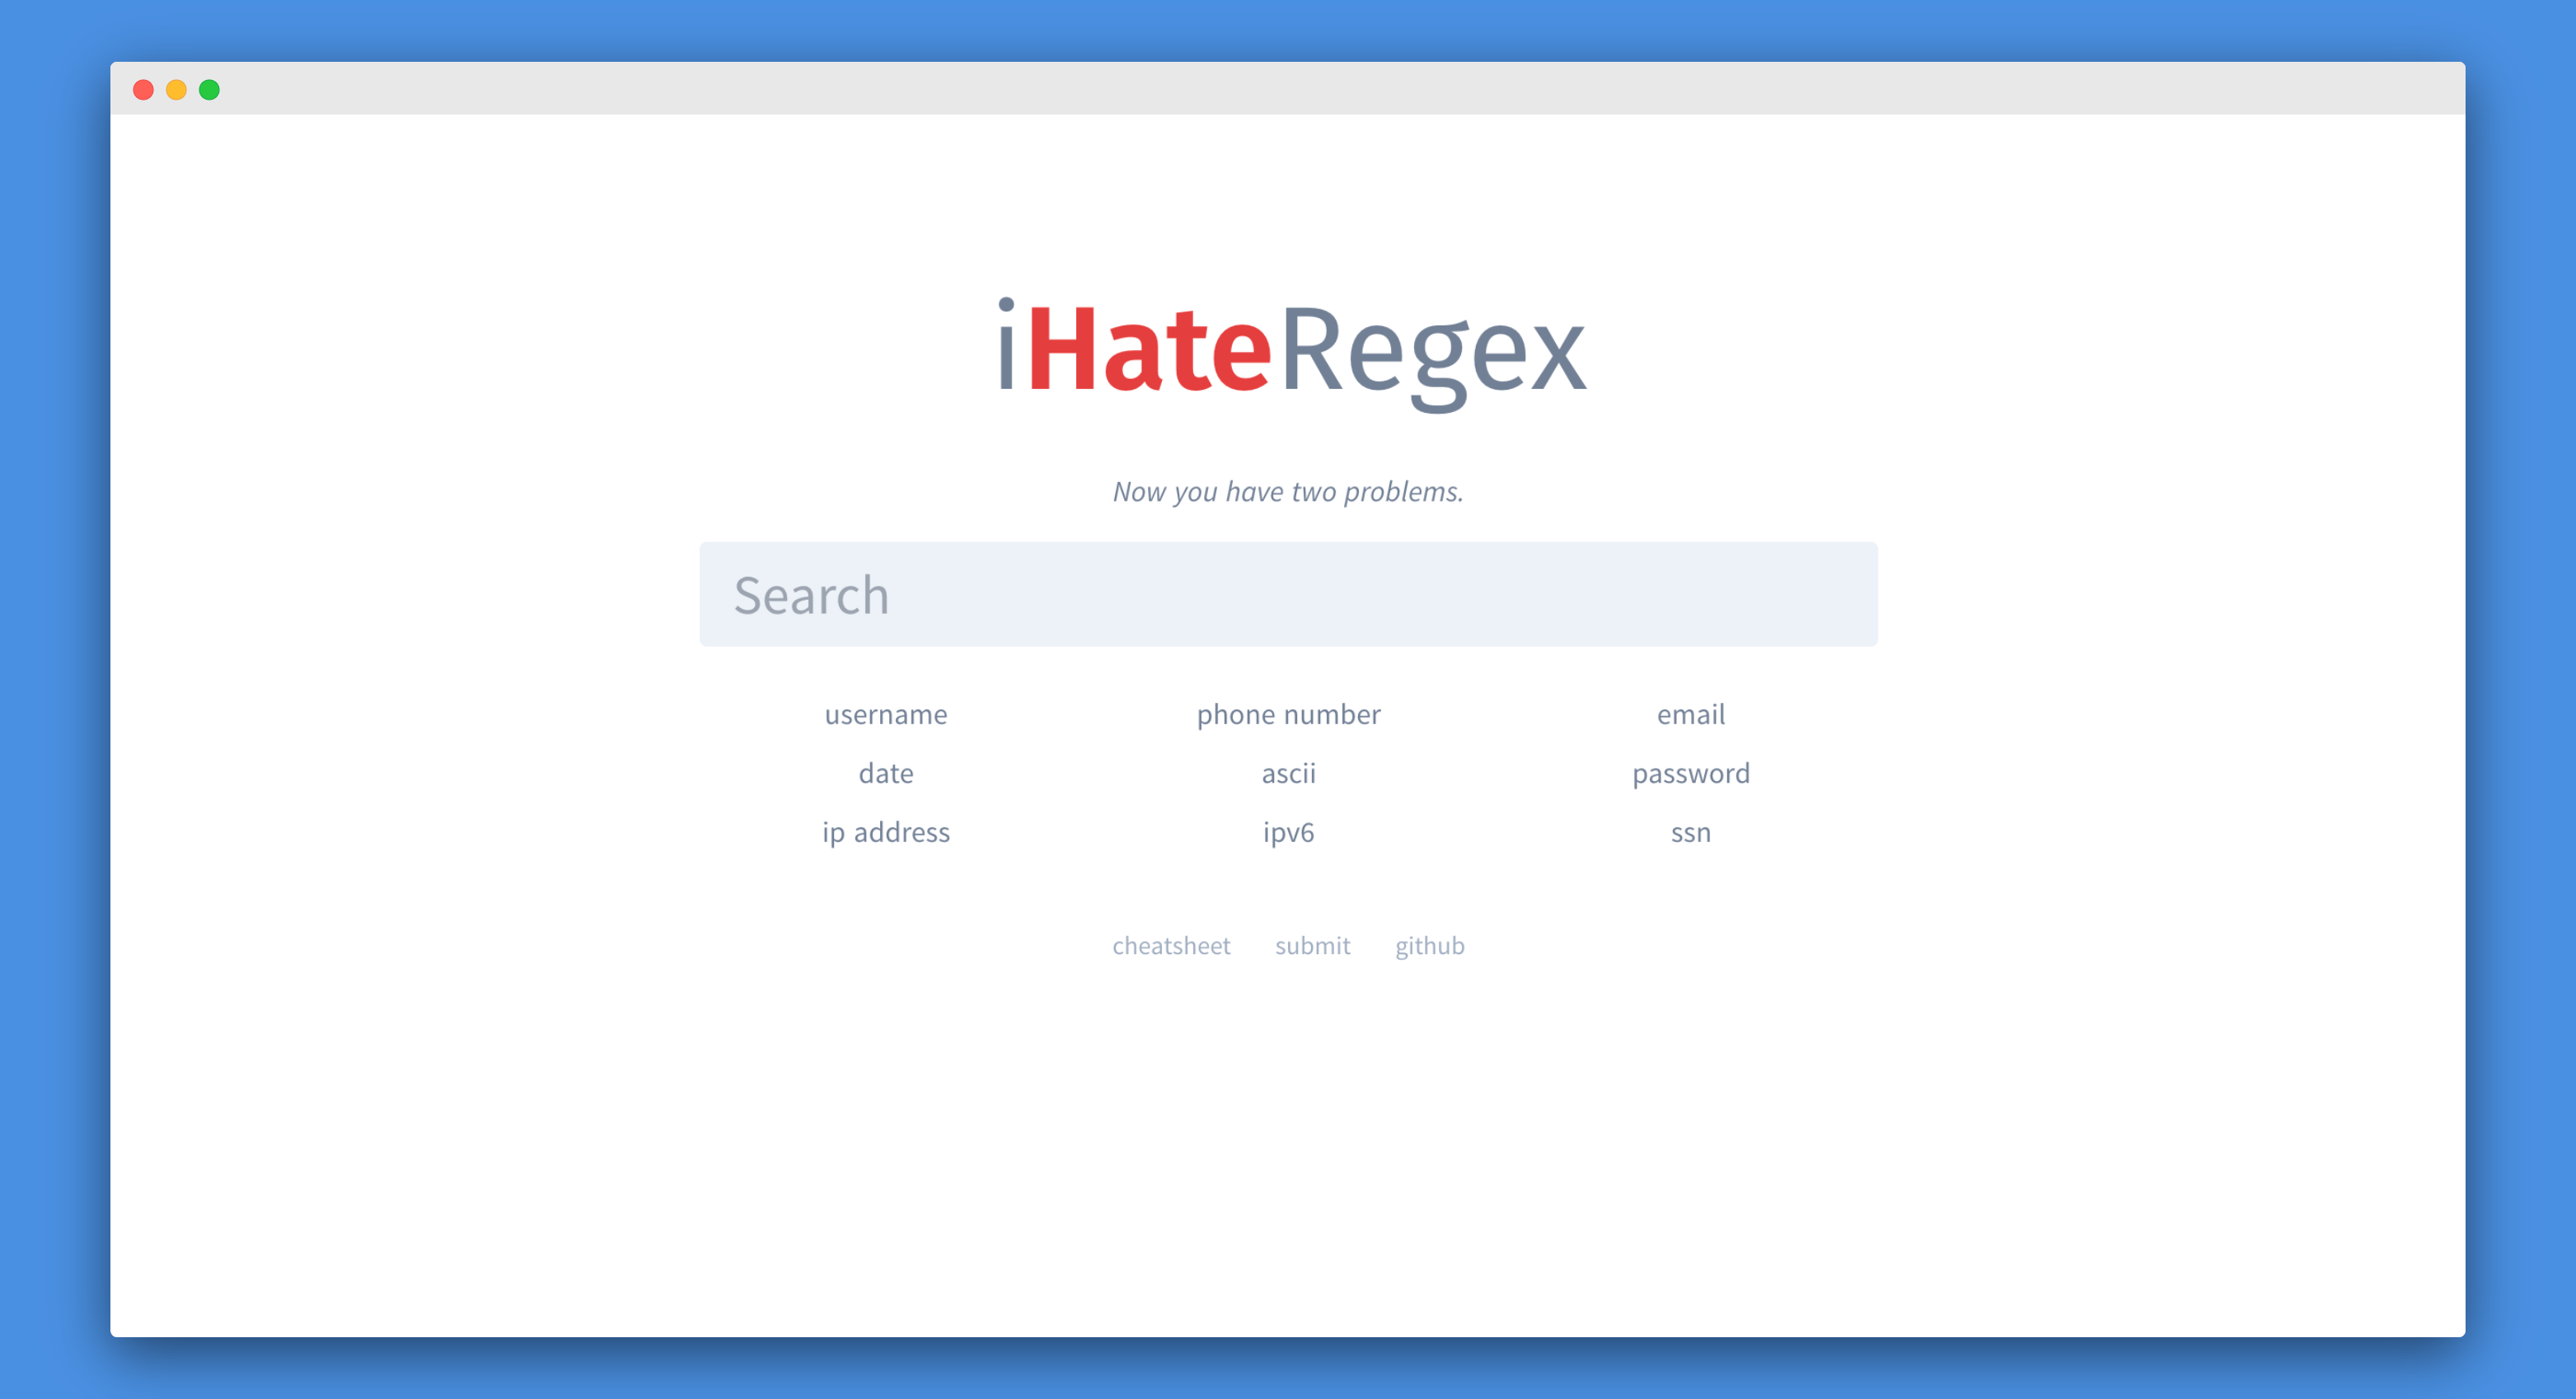 iHateRegex
Now you have two problems.
Search
username phone number email
date ascii password
ip address ipv6 ssn
cheatsheet submit github